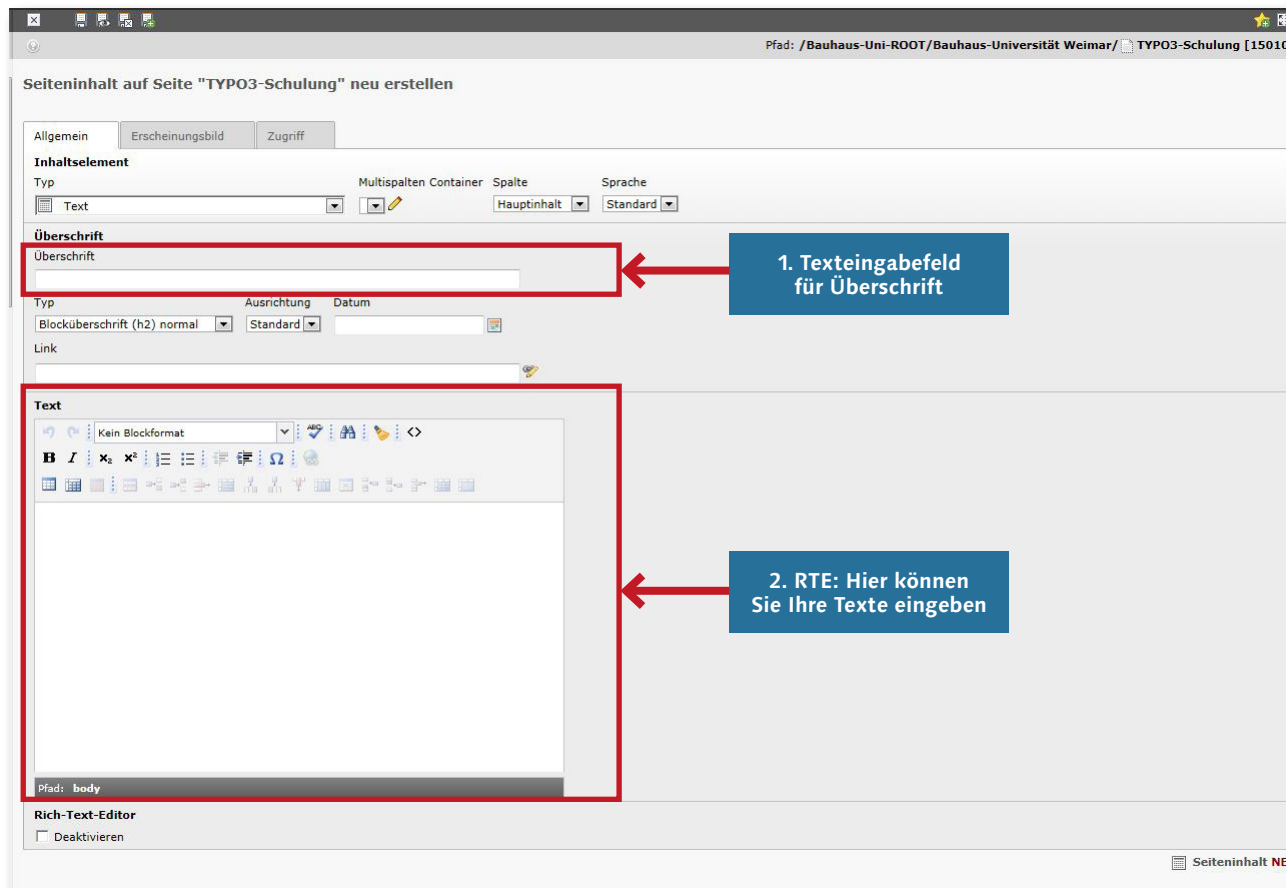 Pfad: /Bauhaus-Uni-ROOT/Bauhaus-Universität Weimar/ TYPO3-Schulung [15010
Seiteninhalt auf Seite "TYPO3-Schulung" neu erstellen
Allgemein Erscheinungsbild Zugriff
Inhaltselement
Typ Multispalten Container Spalte Sprache
Text Hauptinhalt Standard
Überschrift
Überschrift
1. Texteingabefeld
für Überschrift
Typ Ausrichtung Datum
Blocküberschrift (h2) normal Standard
Link
Text
Kein Blockformat ABC <>
B I x₂ x² Ω
2. RTE: Hier können
Sie Ihre Texte eingeben
Pfad: body
Rich-Text-Editor
Deaktivieren
Seiteninhalt NE